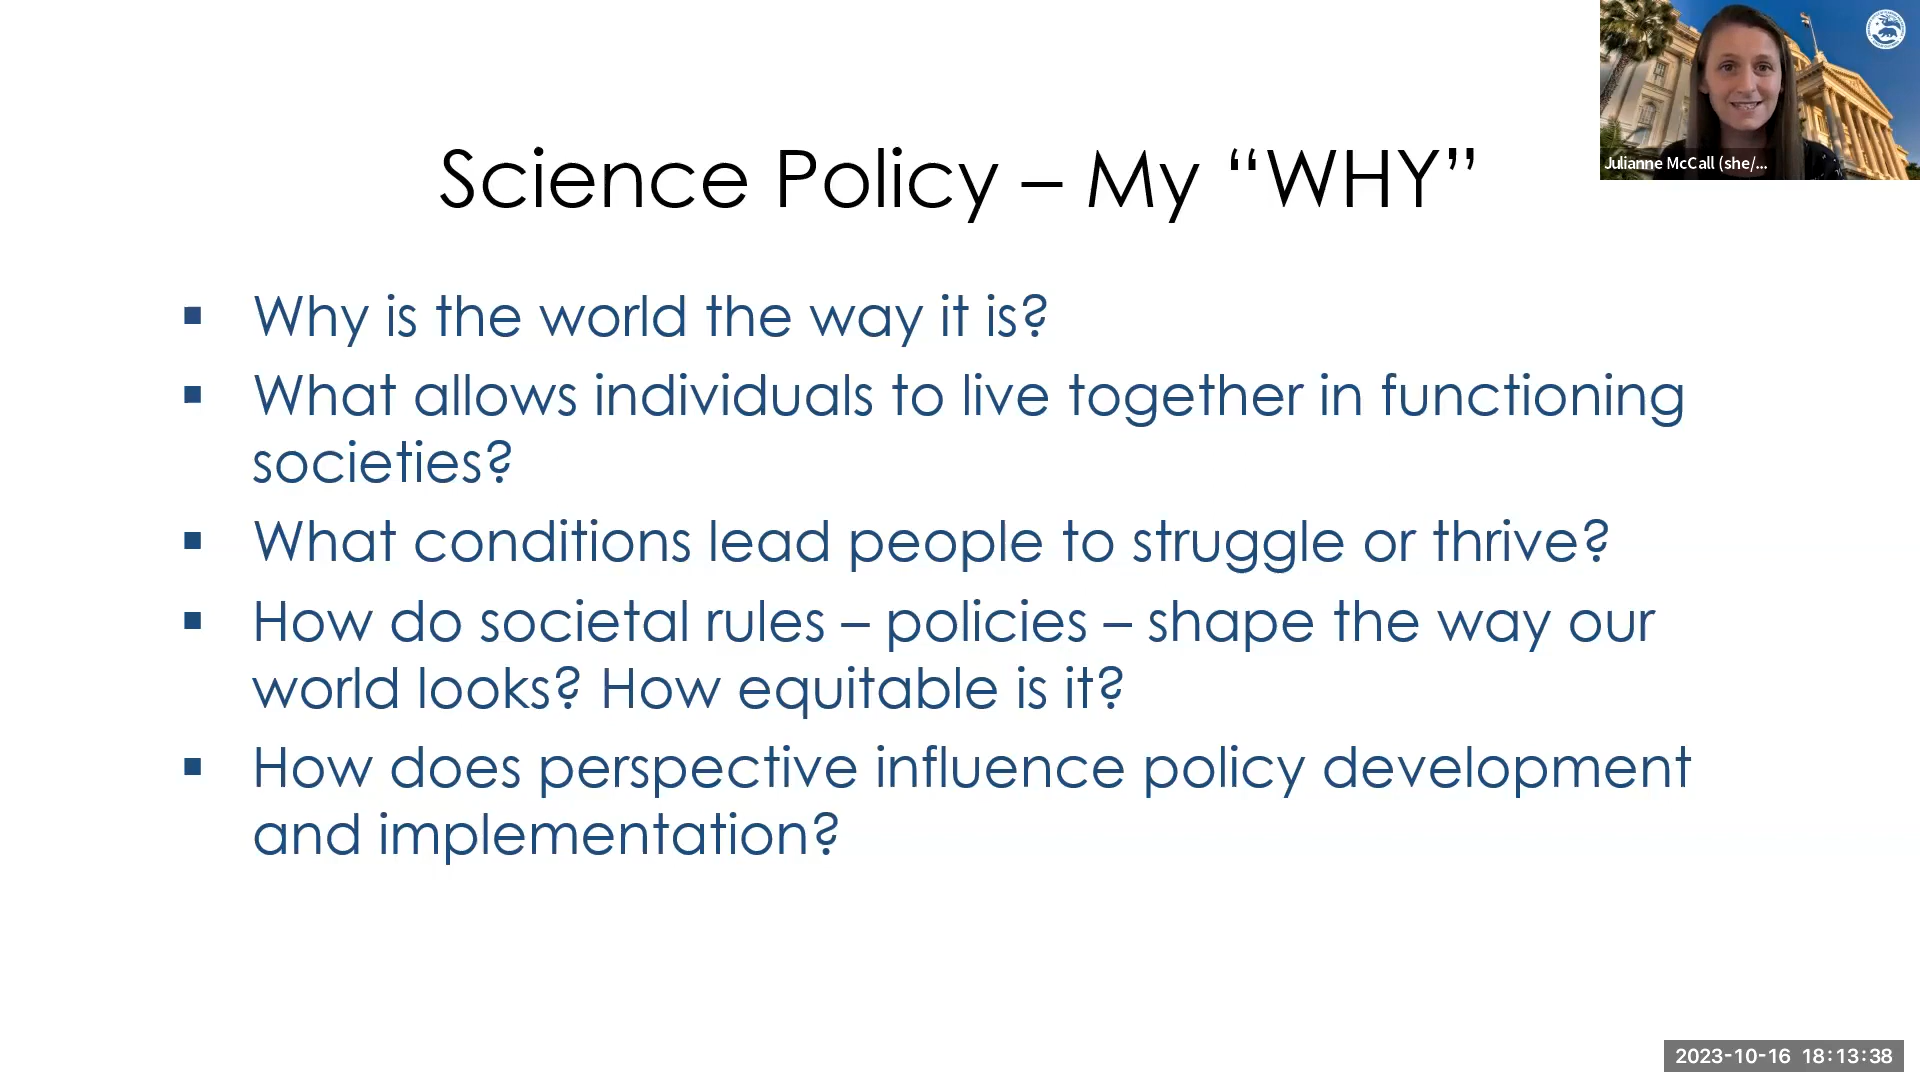 Julianne McCall (she/...
Science Policy – My “WHY”
▪ Why is the world the way it is?
▪ What allows individuals to live together in functioning
societies?
▪ What conditions lead people to struggle or thrive?
▪ How do societal rules – policies – shape the way our
world looks? How equitable is it?
▪ How does perspective influence policy development
and implementation?
2023-10-16 18:13:38